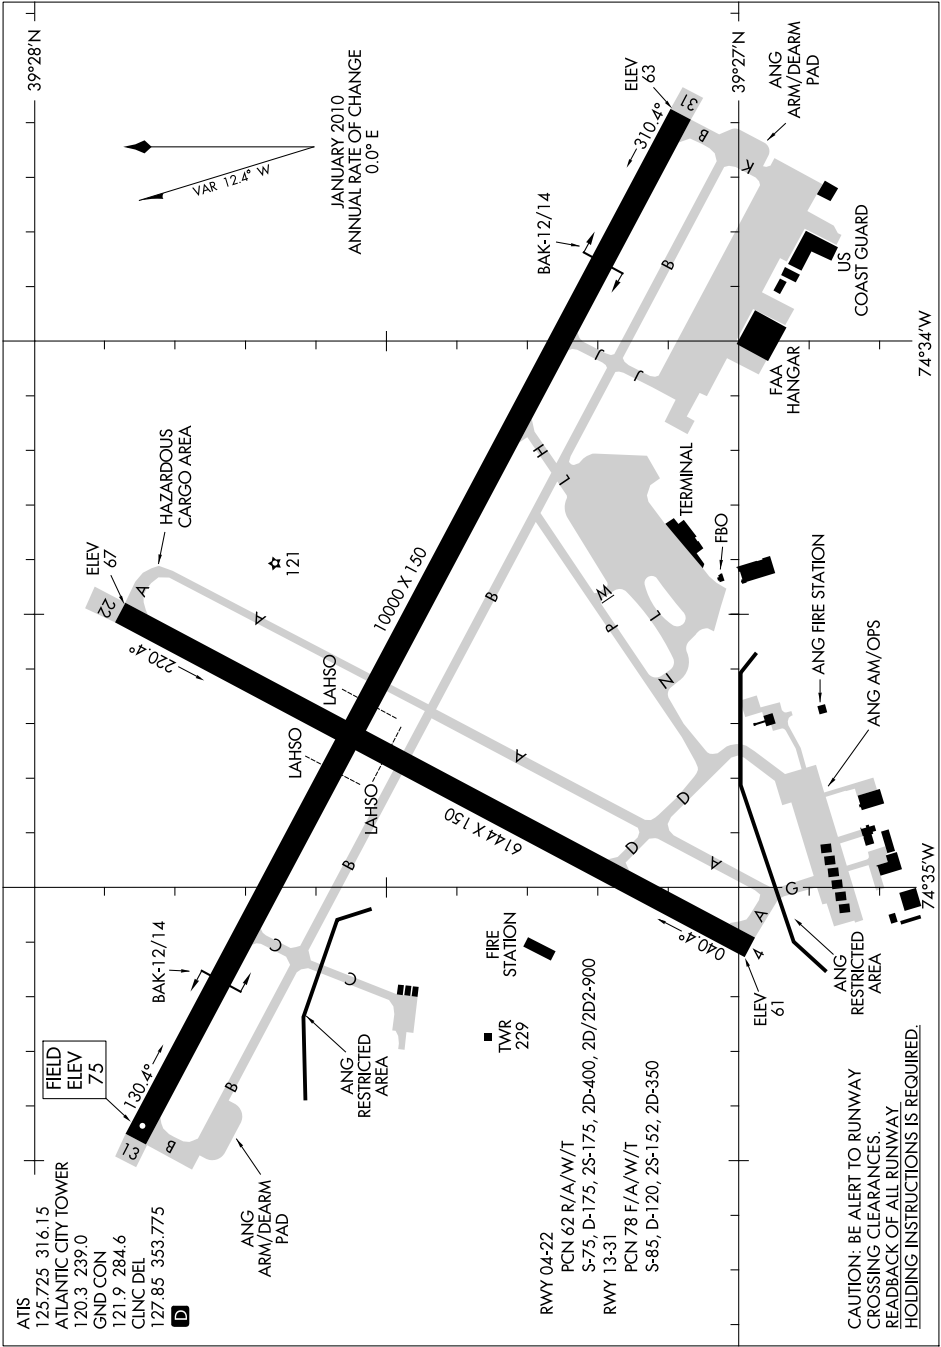 ATIS
125.725 316.15
ATLANTIC CITY TOWER
120.3 239.0
GND CON
121.9 284.6
CLNC DEL
127.85 353.775
D
39°28'N
39°27'N
74°34'W
74°35'W
VAR 12.4° W
JANUARY 2010
ANNUAL RATE OF CHANGE
0.0° E
FIELD
ELEV
75
13
130.4°
B
ANG
ARM/DEARM
PAD
B
BAK-12/14
C
C
ANG
RESTRICTED
AREA
B
LAHSO
LAHSO
LAHSO
22
ELEV
67
220.4°
A
HAZARDOUS
CARGO AREA
A
121
10000 X 150
6144 X 150
B
A
H
L
BAK-12/14
J
J
B
310.4°
ELEV
63
31
B
K
ANG
ARM/DEARM
PAD
US
COAST GUARD
FAA
HANGAR
TERMINAL
FBO
M
P
L
N
ANG FIRE STATION
ANG AM/OPS
D
D
A
A
G
040.4°
4
ELEV
61
ANG
RESTRICTED
AREA
FIRE
STATION
TWR
229
RWY 04-22
PCN 62 R/A/W/T
S-75, D-175, 2S-175, 2D-400, 2D/2D2-900
RWY 13-31
PCN 78 F/A/W/T
S-85, D-120, 2S-152, 2D-350
CAUTION: BE ALERT TO RUNWAY
CROSSING CLEARANCES.
READBACK OF ALL RUNWAY
HOLDING INSTRUCTIONS IS REQUIRED.